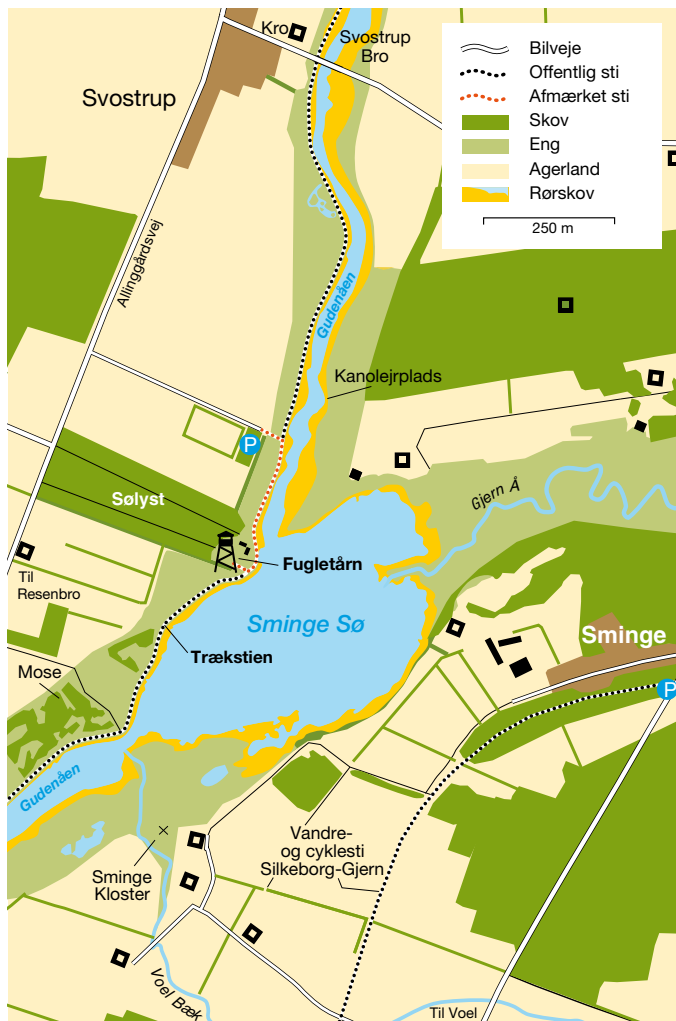 Kro
Svostrup
Bro
Svostrup
Bilveje
Offentlig sti
Afmærket sti
Skov
Eng
Agerland
Rørskov
250 m
Allinggårdsvej
Gudenåen
Kanolejrplads
P
Sølyst
Gjern Å
Fugletårn
Til
Resenbro
Sminge Sø
Sminge
Trækstien
Mose
P
Gudenåen
Vandre-
og cyklesti
Silkeborg-Gjern
Sminge
Kloster
Voel Bæk
Til Voel